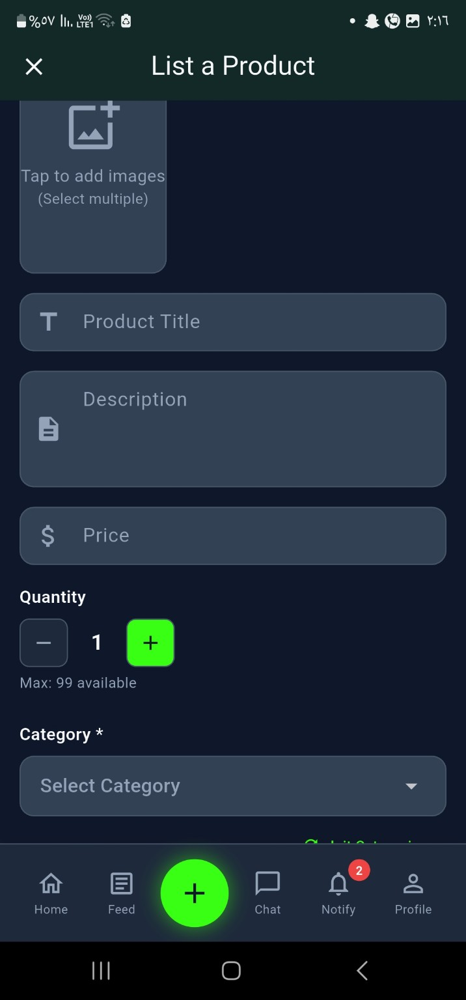 %٥٧ Vo)) LTE1 ٢:١٦
List a Product
Tap to add images
(Select multiple)
Product Title
Description
$ Price
Quantity
− 1 +
Max: 99 available
Category *
Select Category
2
Home Feed Chat Notify Profile